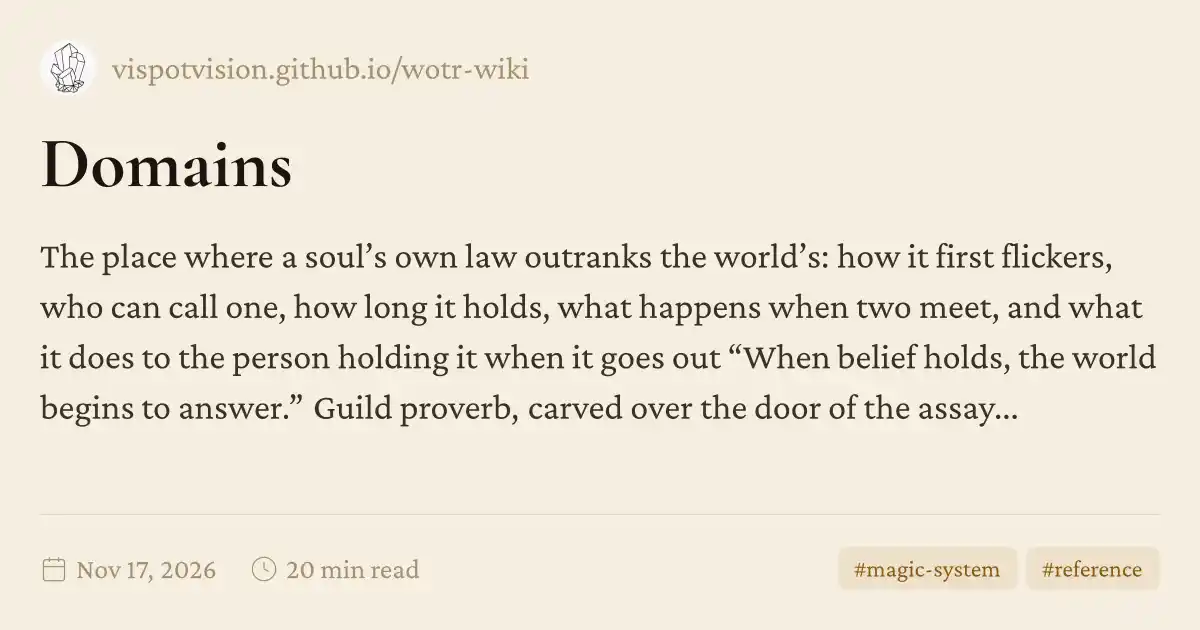 vispotvision.github.io/wotr-wiki
Domains
The place where a soul’s own law outranks the world’s: how it first flickers,
who can call one, how long it holds, what happens when two meet, and what
it does to the person holding it when it goes out “When belief holds, the world
begins to answer.” Guild proverb, carved over the door of the assay...
Nov 17, 2026
20 min read
#magic-system
#reference